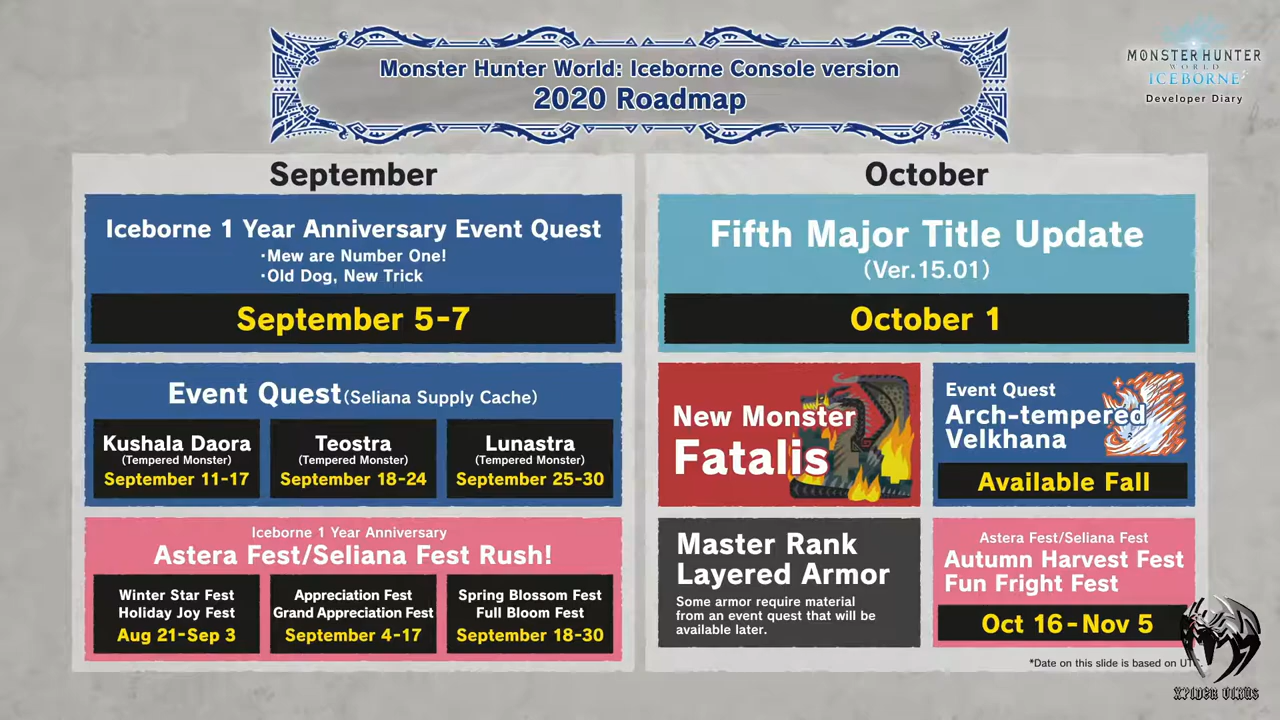 Monster Hunter World: Iceborne Console version
2020 Roadmap
MONSTER HUNTER
WORLD
ICEBORNE
Developer Diary
September
Iceborne 1 Year Anniversary Event Quest
·Mew are Number One!
·Old Dog, New Trick
September 5-7
Event Quest (Seliana Supply Cache)
Kushala Daora
(Tempered Monster)
September 11-17
Teostra
(Tempered Monster)
September 18-24
Lunastra
(Tempered Monster)
September 25-30
Iceborne 1 Year Anniversary
Astera Fest/Seliana Fest Rush!
Winter Star Fest
Holiday Joy Fest
Aug 21-Sep 3
Appreciation Fest
Grand Appreciation Fest
September 4-17
Spring Blossom Fest
Full Bloom Fest
September 18-30
October
Fifth Major Title Update
(Ver.15.01)
October 1
New Monster
Fatalis
Event Quest
Arch-tempered
Velkhana
Available Fall
Master Rank
Layered Armor
Some armor require material
from an event quest that will be
available later.
Astera Fest/Seliana Fest
Autumn Harvest Fest
Fun Fright Fest
Oct 16-Nov 5
*Date on this slide is based on UT
XPIDER VIRUS